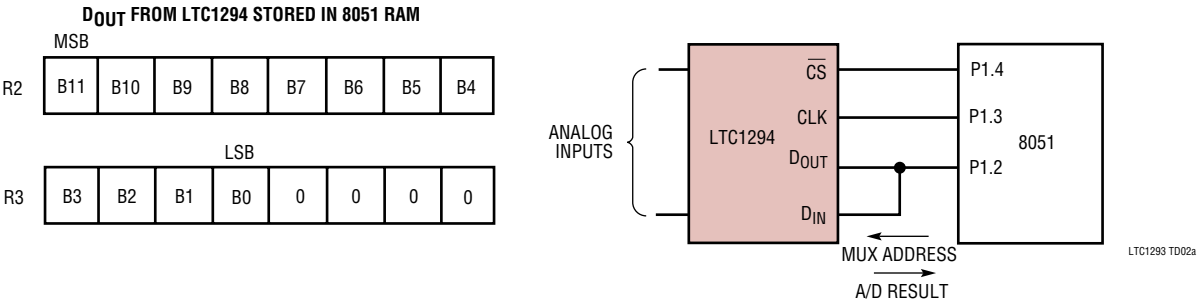 DOUT FROM LTC1294 STORED IN 8051 RAM
MSB
R2 B11 B10 B9 B8 B7 B6 B5 B4
LSB
R3 B3 B2 B1 B0 0 0 0 0
ANALOG
INPUTS
LTC1294
CS
CLK
DOUT
DIN
P1.4
P1.3
P1.2
8051
MUX ADDRESS
A/D RESULT
LTC1293 TD02a